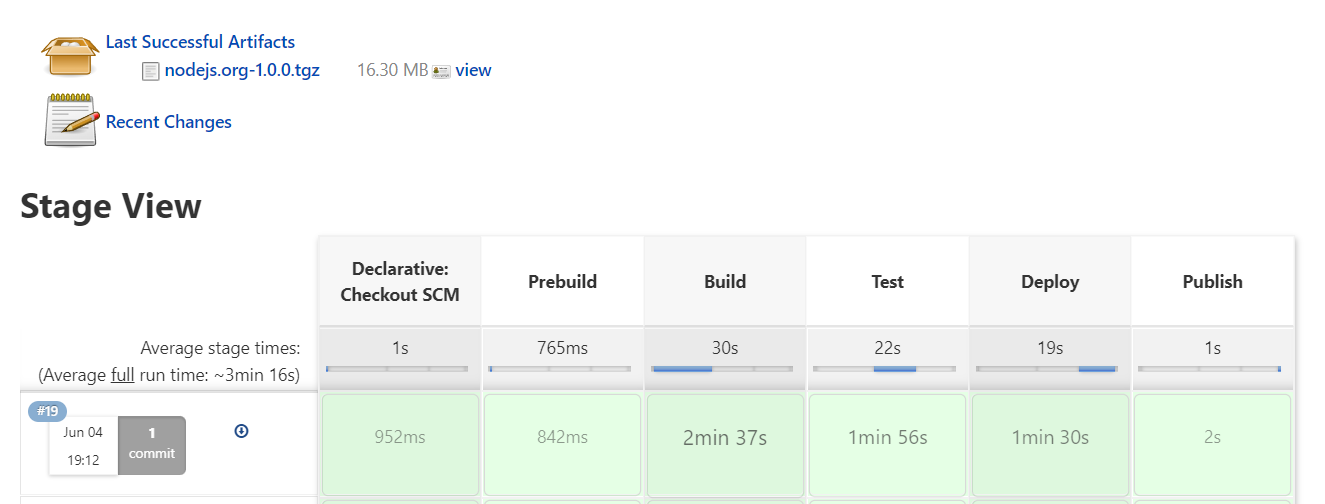 Last Successful Artifacts
nodejs.org-1.0.0.tgz 16.30 MB view
Recent Changes
Stage View
Declarative: Checkout SCM
Prebuild
Build
Test
Deploy
Publish
Average stage times:
(Average full run time: ~3min 16s)
1s
765ms
30s
22s
19s
1s
#19
Jun 04
19:12
1
commit
952ms
842ms
2min 37s
1min 56s
1min 30s
2s